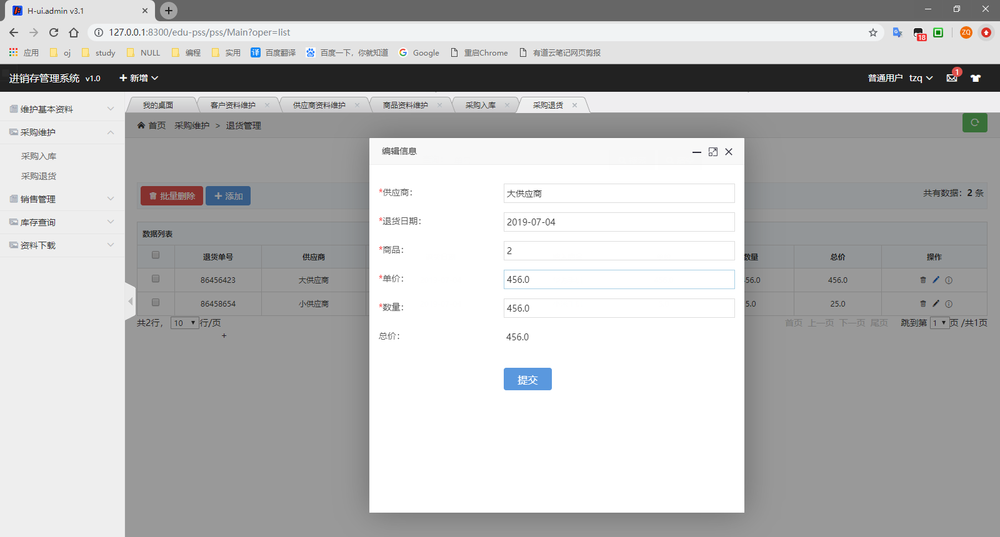 H-ui.admin v3.1
127.0.0.1:8300/edu-pss/pss/Main?oper=list
18
ZQ
应用 oj study NULL 编程 实用 译 百度翻译 百度一下，你就知道 Google 重启Chrome 有道云笔记网页剪报
进销存管理系统 v1.0 新增 普通用户 tzq 1
我的桌面 客户资料维护 供应商资料维护 商品资料维护 采购入库 采购退货
维护基本资料
采购维护
采购入库
采购退货
销售管理
库存查询
资料下载
首页 采购维护 > 退货管理
批量删除 添加 共有数据：2 条
数据列表
退货单号 供应商 数量 总价 操作
86456423 大供应商 56.0 456.0
86458654 小供应商 5.0 25.0
共2行， 10 行/页 首页 上一页 下一页 尾页 跳到第 1 页 /共1页
+
编辑信息
*供应商： 大供应商
*退货日期： 2019-07-04
*商品： 2
*单价： 456.0
*数量： 456.0
总价： 456.0
提交